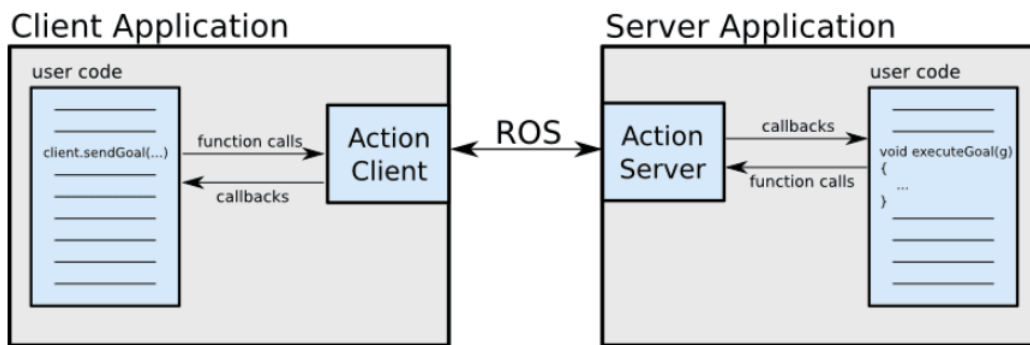 Client Application
user code
client.sendGoal(...)
function calls
callbacks
Action
Client
ROS
Server Application
Action
Server
callbacks
function calls
user code
void executeGoal(g)
{
...
}